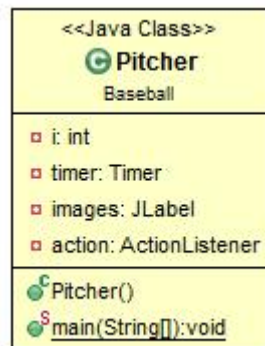 <<Java Class>>
Pitcher
Baseball
i: int
timer: Timer
images: JLabel
action: ActionListener
Pitcher()
main(String[]):void